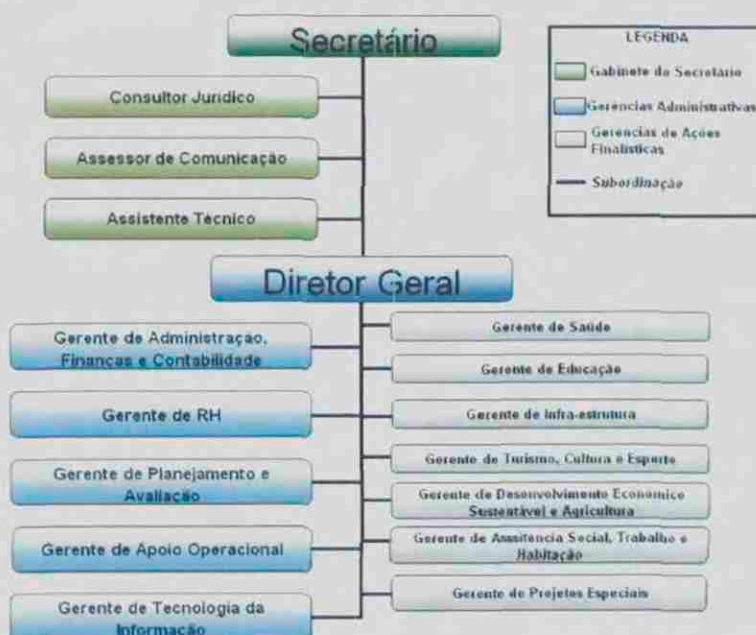 Secretário
LEGENDA
Gabinete do Secretário
Gerências Administrativas
Gerências de Ações
Finalísticas
Subordinação
Consultor Jurídico
Assessor de Comunicação
Assistente Técnico
Diretor Geral
Gerente de Administração,
Finanças e Contabilidade
Gerente de RH
Gerente de Planejamento e
Avaliação
Gerente de Apoio Operacional
Gerente de Tecnologia da
Informação
Gerente de Saúde
Gerente de Educação
Gerente de Infra-estrutura
Gerente de Turismo, Cultura e Esporte
Gerente de Desenvolvimento Econômico
Sustentável e Agricultura
Gerente de Assistência Social, Trabalho e
Habitação
Gerente de Projetos Especiais